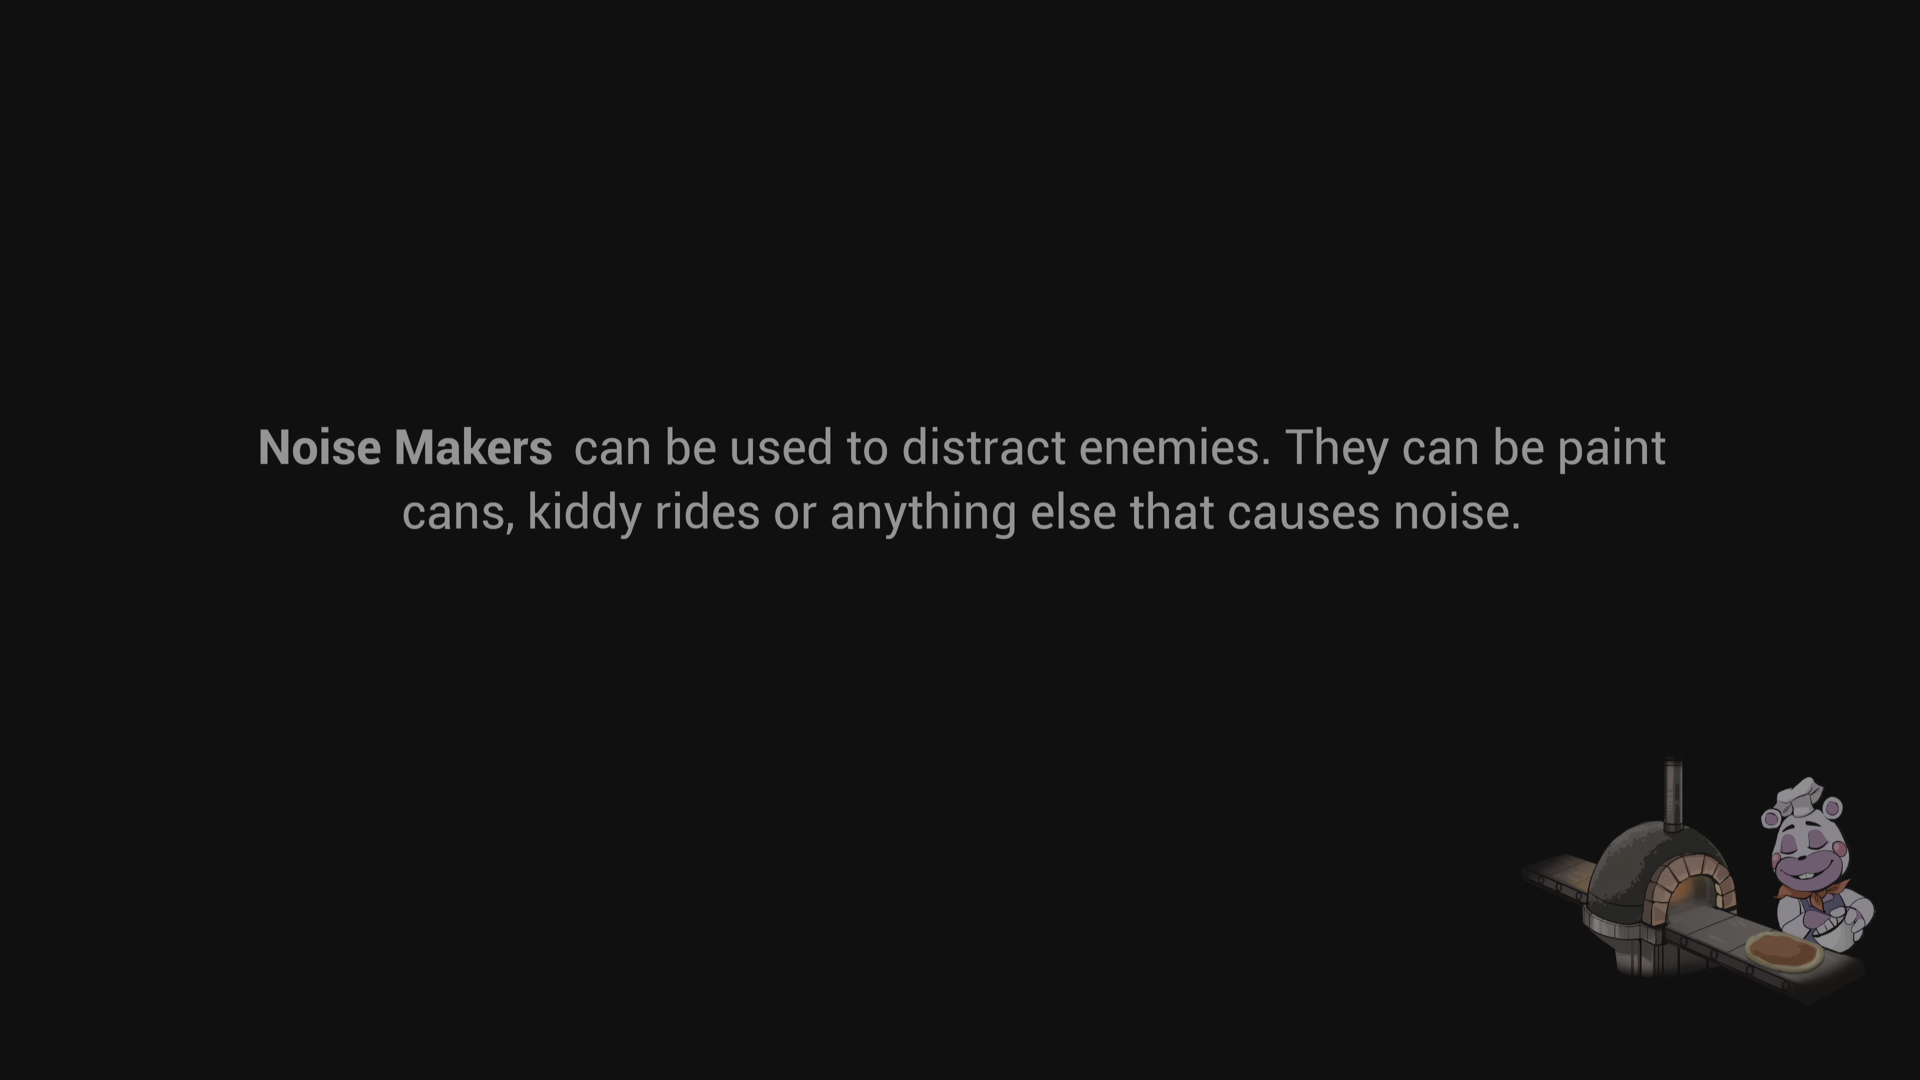 Noise Makers can be used to distract enemies. They can be paint
cans, kiddy rides or anything else that causes noise.